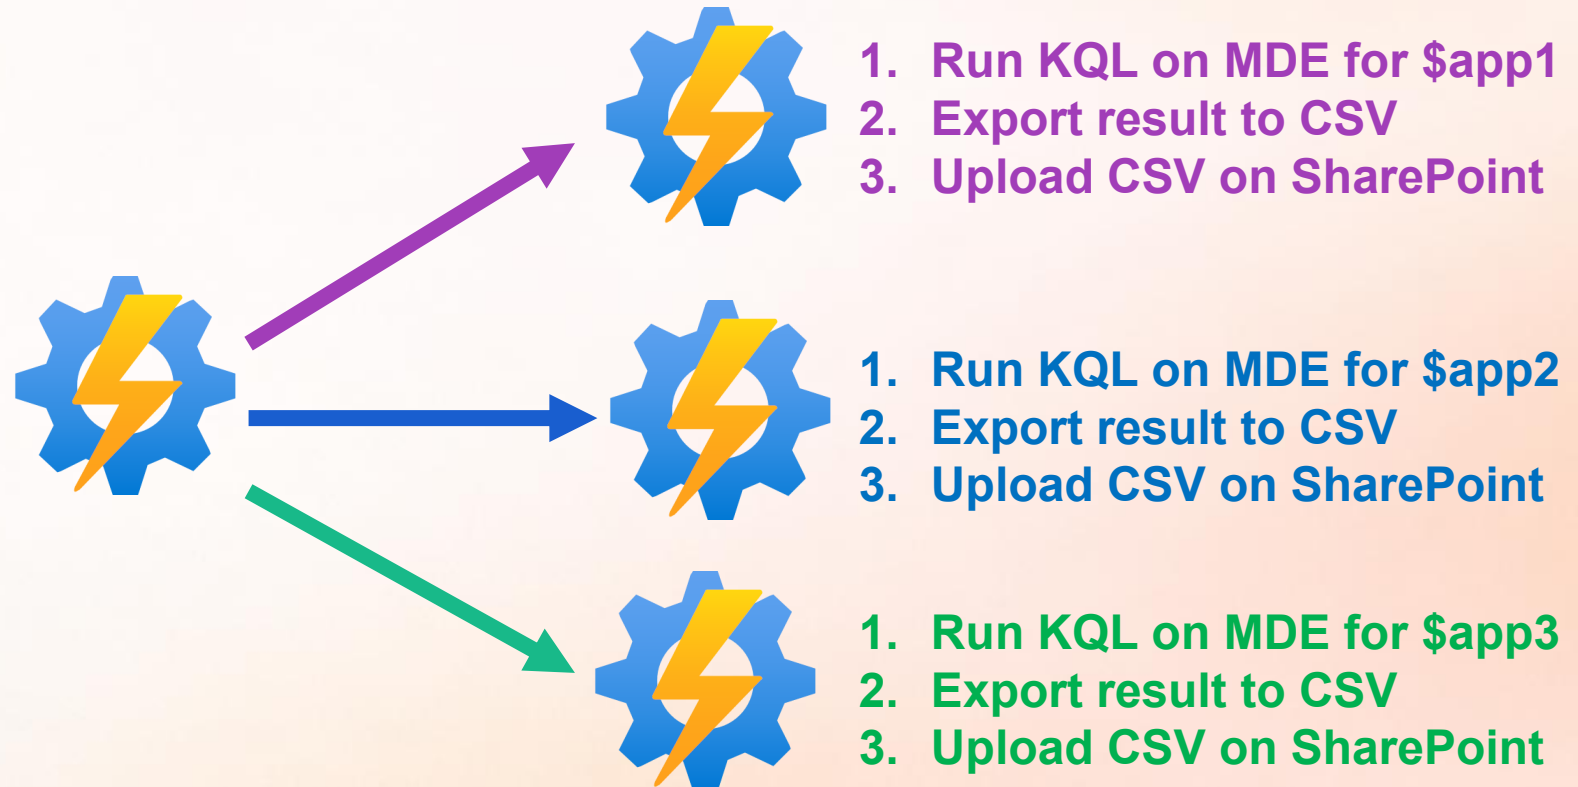 1. Run KQL on MDE for $app1
2. Export result to CSV
3. Upload CSV on SharePoint
1. Run KQL on MDE for $app2
2. Export result to CSV
3. Upload CSV on SharePoint
1. Run KQL on MDE for $app3
2. Export result to CSV
3. Upload CSV on SharePoint